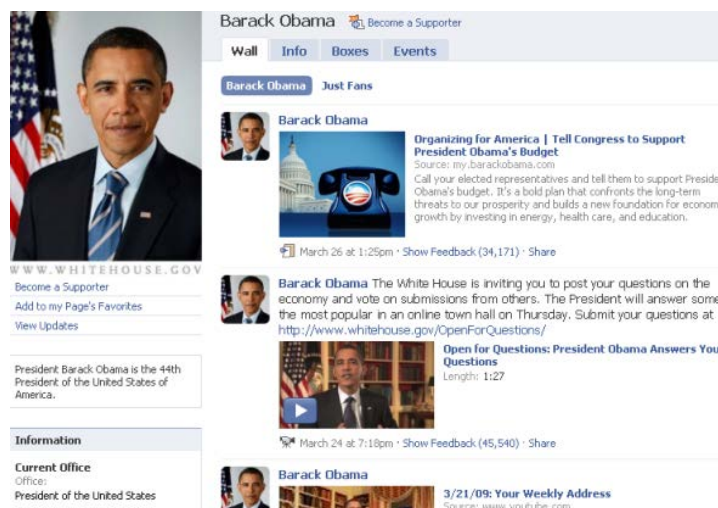 Barack Obama Become a Supporter
Wall Info Boxes Events
Barack Obama Just Fans
Barack Obama
Organizing for America | Tell Congress to Support
President Obama's Budget
Source: my.barackobama.com
Call your elected representatives and tell them to support Preside
Obama's budget. It's a bold plan that confronts the long-term
threats to our prosperity and builds a new foundation for econom
growth by investing in energy, health care, and education.
March 26 at 1:25pm · Show Feedback (34,171) · Share
WWW.WHITEHOUSE.GOV
Become a Supporter
Add to my Page's Favorites
View Updates
President Barack Obama is the 44th
President of the United States of
America.
Information
Current Office
Office:
President of the United States
Barack Obama The White House is inviting you to post your questions on the
economy and vote on submissions from others. The President will answer some
the most popular in an online town hall on Thursday. Submit your questions at
http://www.whitehouse.gov/OpenForQuestions/
Open for Questions: President Obama Answers You
Questions
Length: 1:27
March 24 at 7:18pm · Show Feedback (45,540) · Share
Barack Obama
3/21/09: Your Weekly Address
Source: www.youtube.com